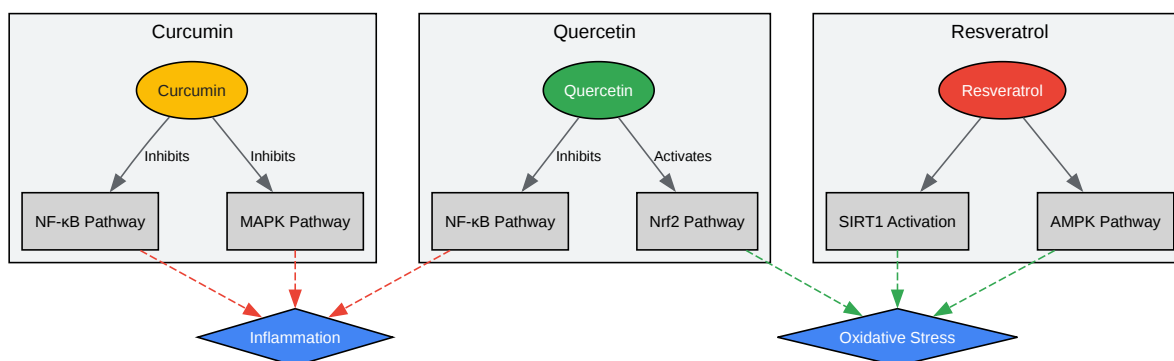 Curcumin
Quercetin
Resveratrol
Curcumin
Quercetin
Resveratrol
Inhibits
Inhibits
Inhibits
Activates
NF-κB Pathway
MAPK Pathway
NF-κB Pathway
Nrf2 Pathway
SIRT1 Activation
AMPK Pathway
Inflammation
Oxidative Stress